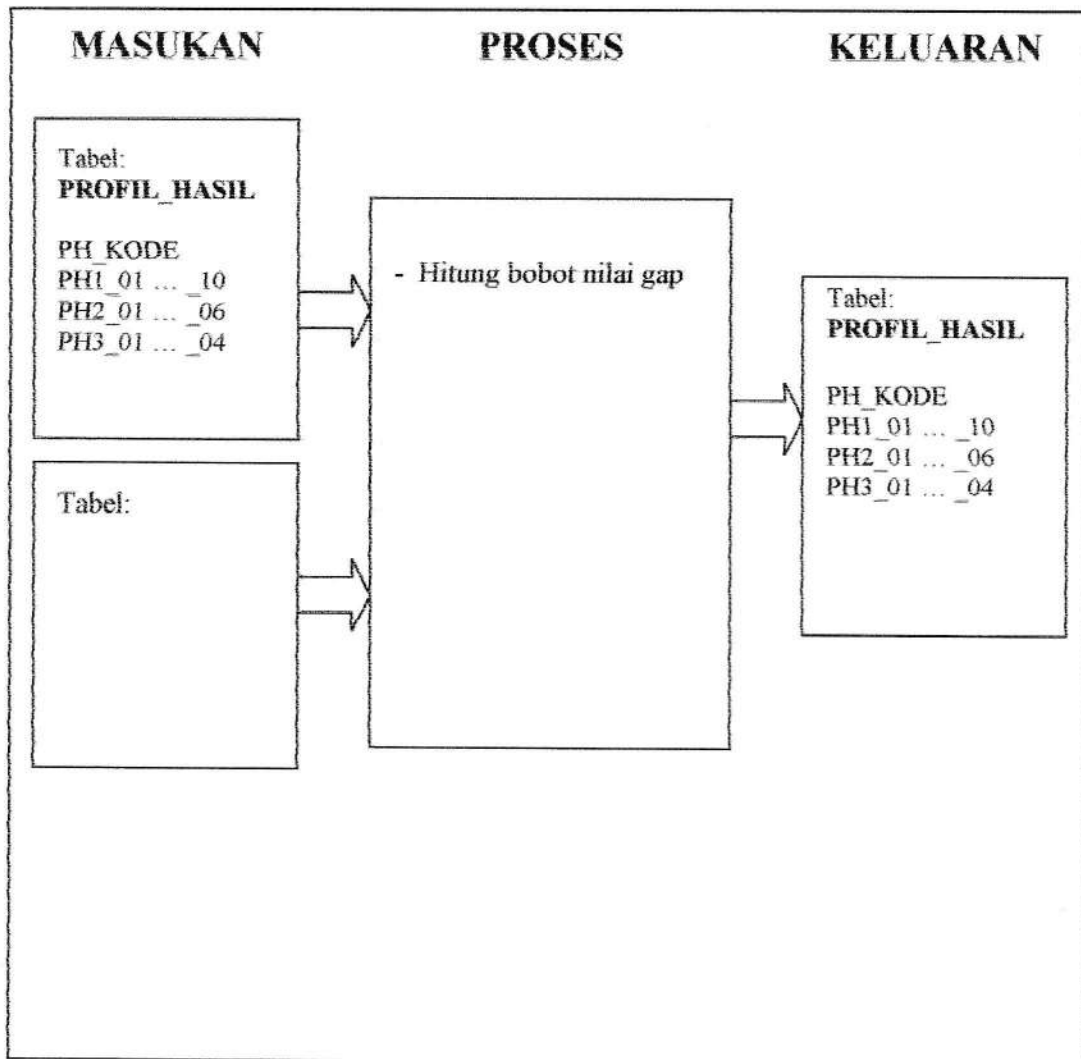 MASUKAN PROSES KELUARAN
Tabel:
PROFIL_HASIL
PH_KODE
PH1_01 ... _10
PH2_01 ... _06
PH3_01 ... _04
Tabel:
- Hitung bobot nilai gap
Tabel:
PROFIL_HASIL
PH_KODE
PH1_01 ... _10
PH2_01 ... _06
PH3_01 ... _04